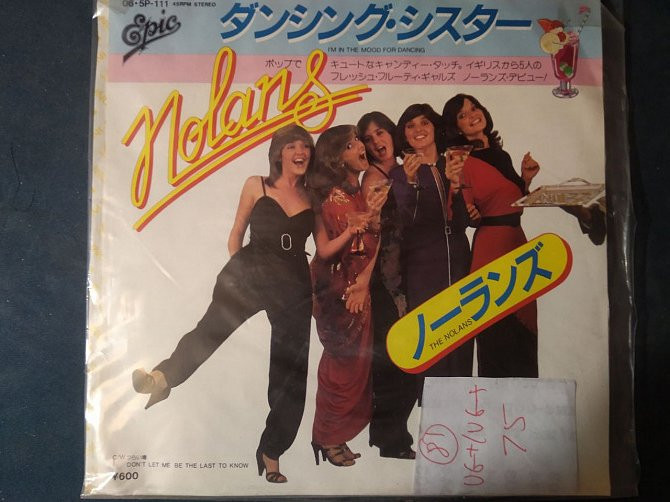 06・5P-111 45RPM STEREO
Epic
ダンシング・シスター
I'M IN THE MOOD FOR DANCING
ポップで キュートなキャンディー・タッチ。イギリスから5人の
フレッシュ・フルーティ・ギャルズ ノーランズ・デビュー!
Nolans
ノーランズ
THE NOLANS
DON'T LET ME BE THE LAST TO KNOW
¥600
81
VG+/VG+
75